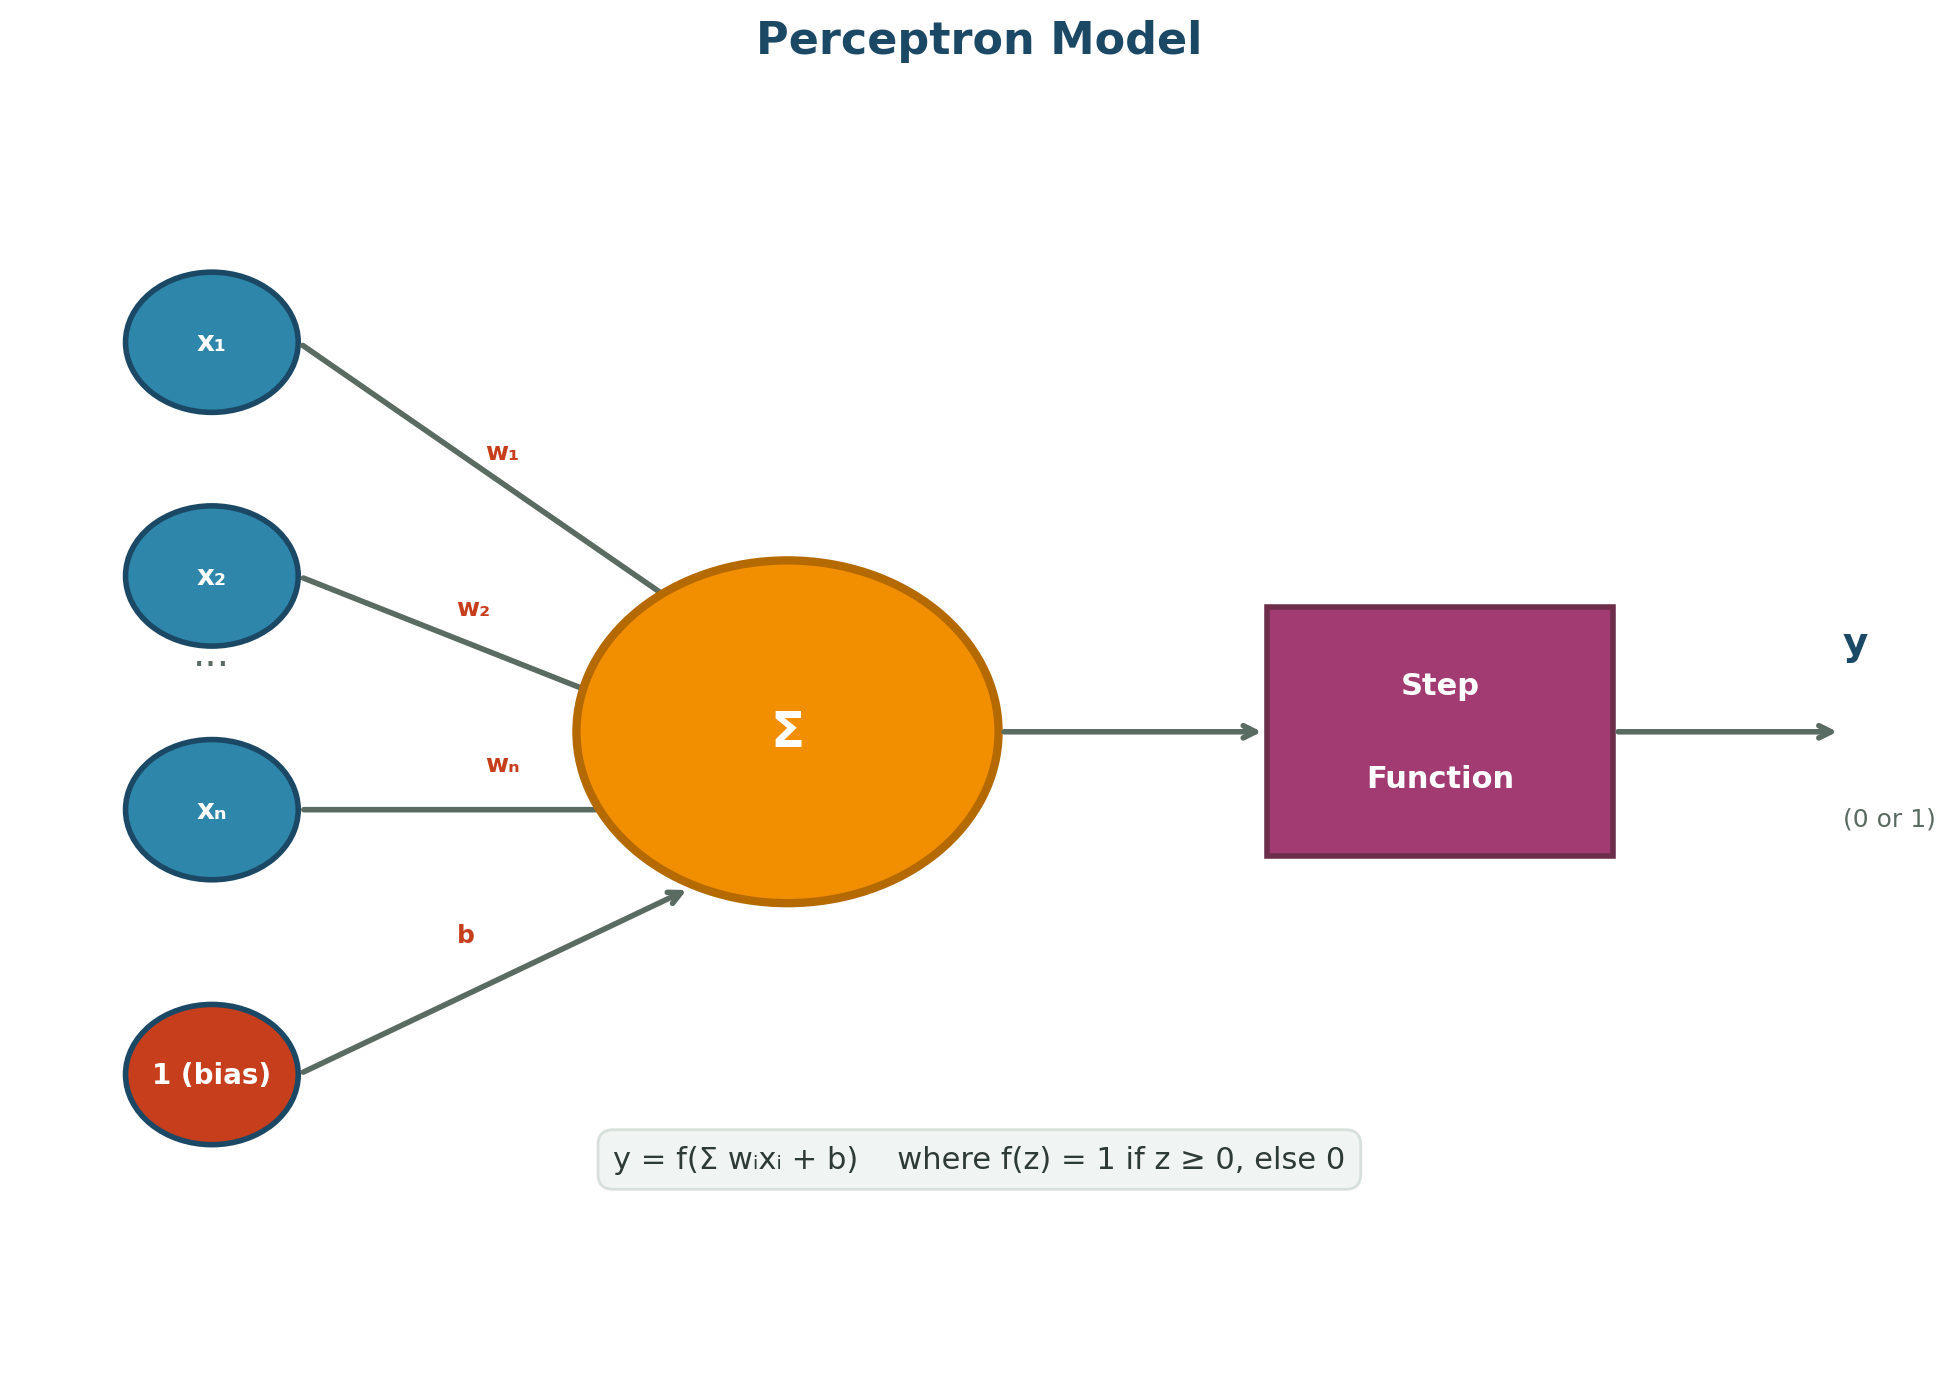 Perceptron Model
x₁
w₁
x₂
w₂
...
wₙ
xₙ
b
1 (bias)
Σ
Step
Function
y
(0 or 1)
y = f(Σ wᵢxᵢ + b)    where f(z) = 1 if z ≥ 0, else 0